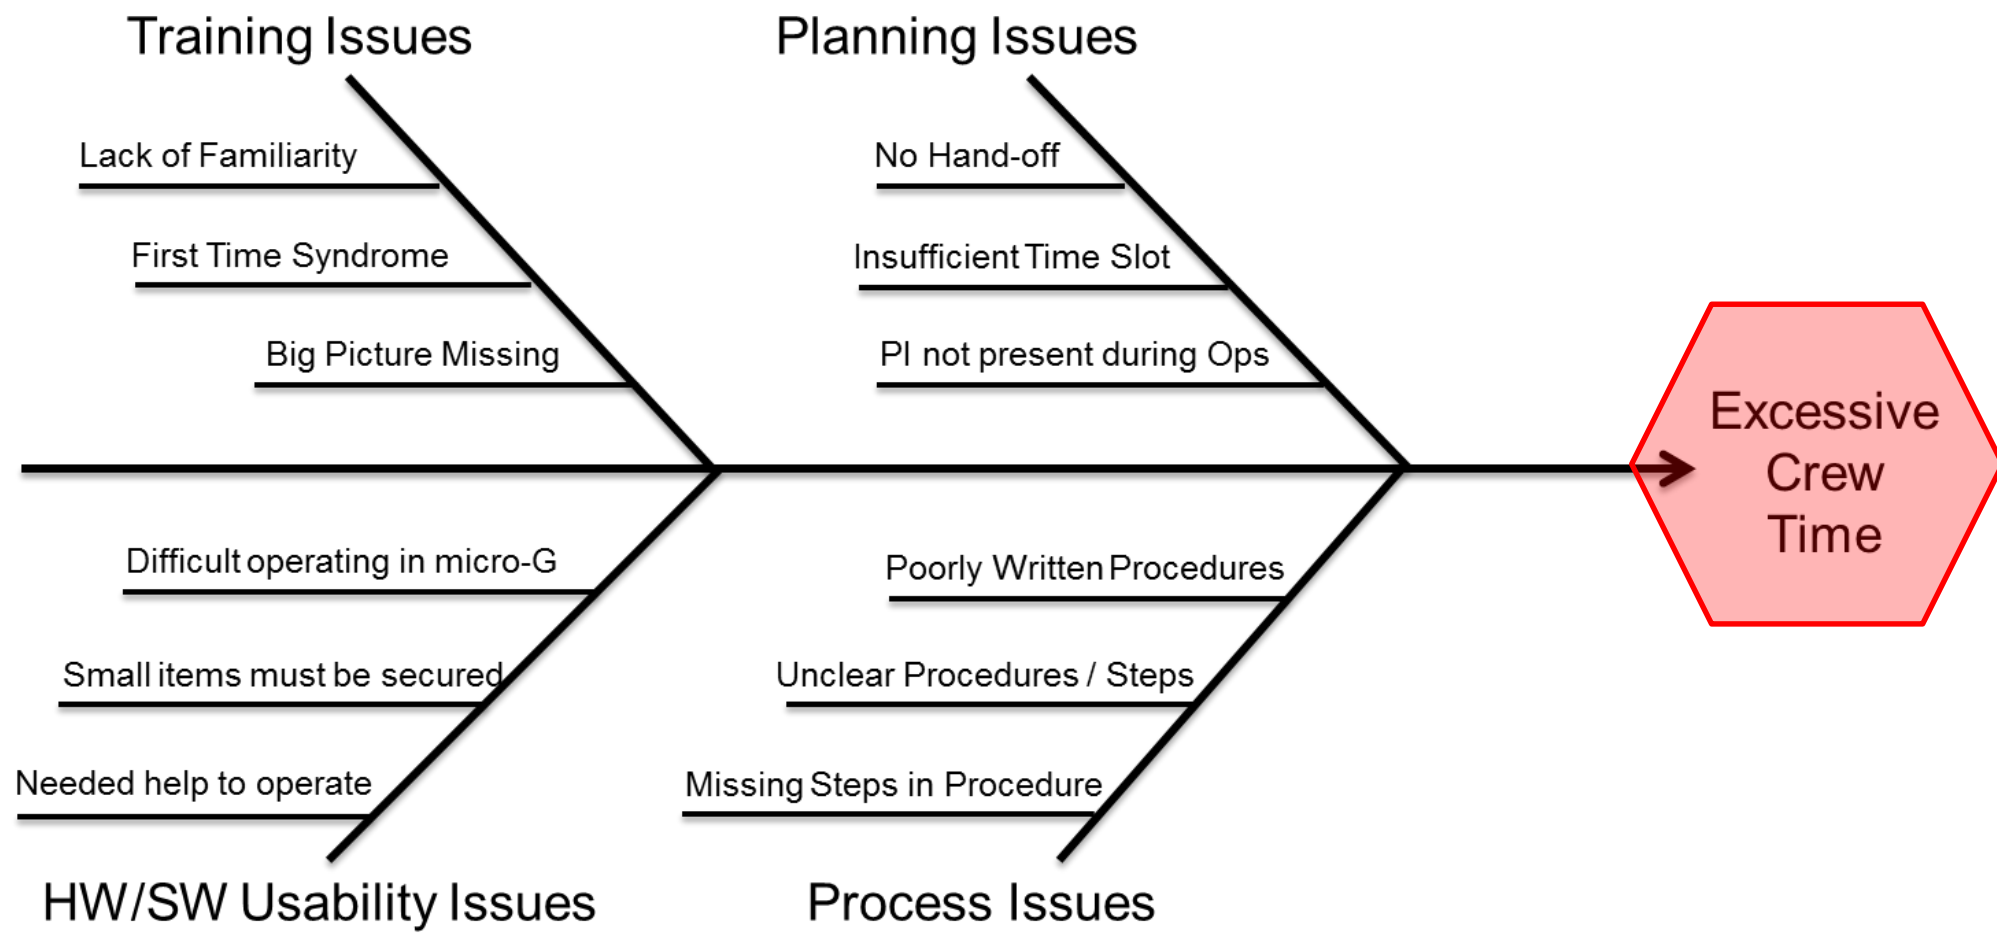 Training Issues
Planning Issues
Lack of Familiarity
First Time Syndrome
Big Picture Missing
No Hand-off
Insufficient Time Slot
PI not present during Ops
Excessive
Crew
Time
Difficult operating in micro-G
Small items must be secured
Needed help to operate
Poorly Written Procedures
Unclear Procedures / Steps
Missing Steps in Procedure
HW/SW Usability Issues
Process Issues